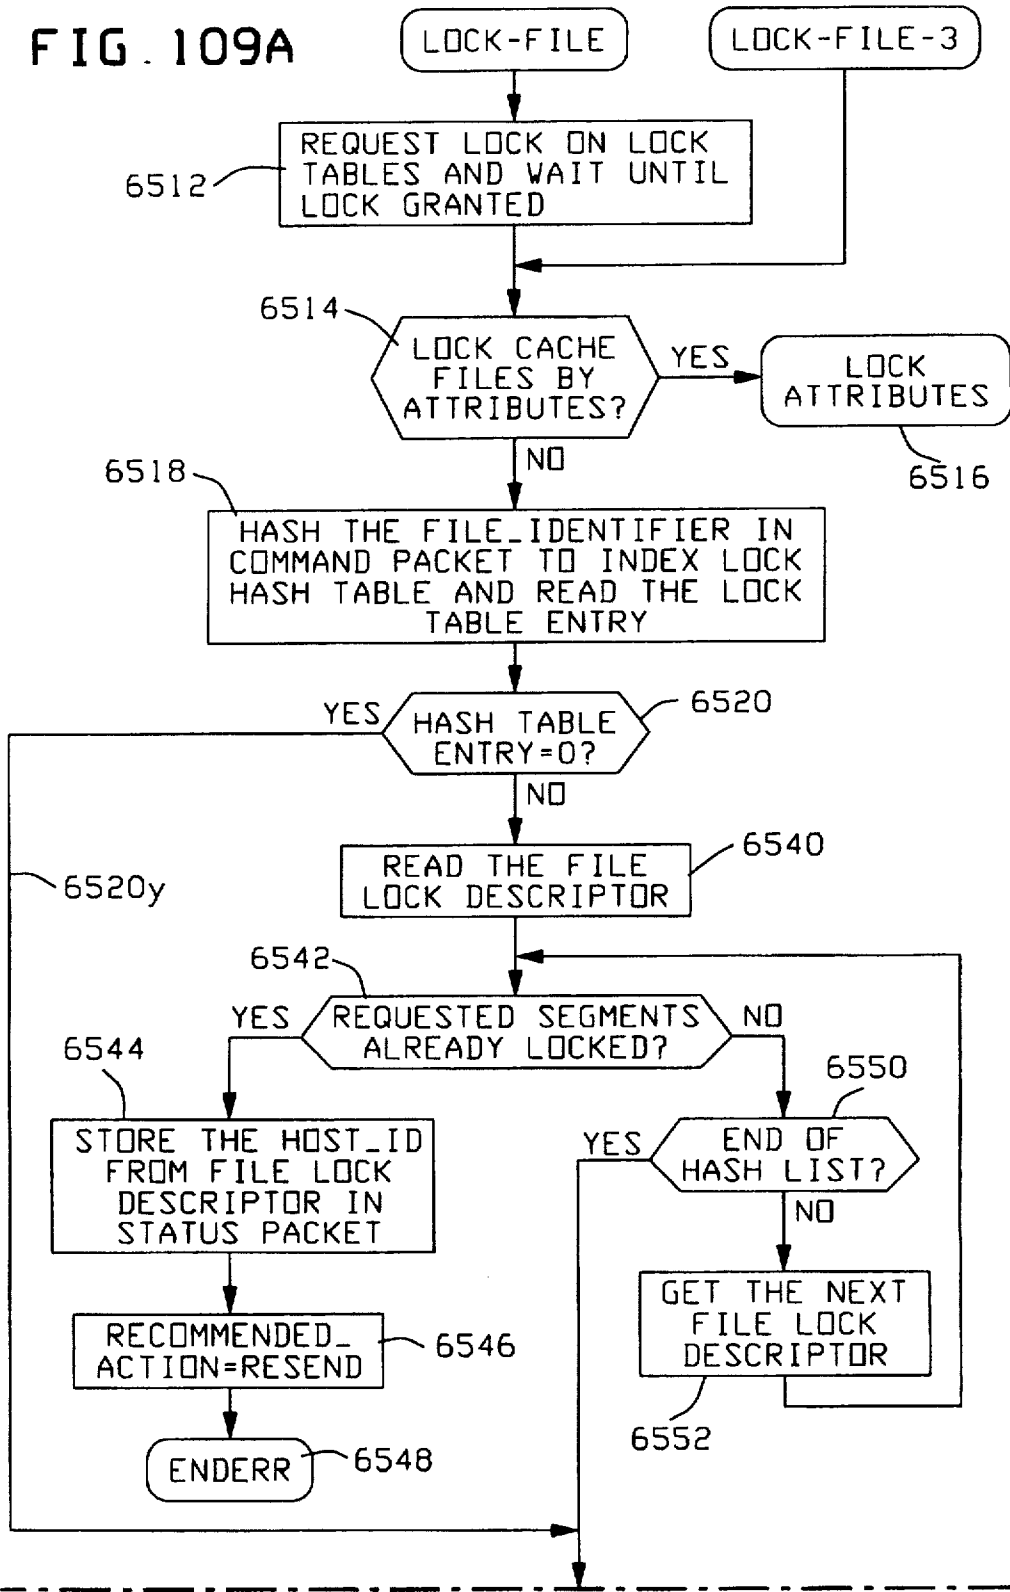 FIG. 109A
LOCK-FILE
LOCK-FILE-3
6512
REQUEST LOCK ON LOCK
TABLES AND WAIT UNTIL
LOCK GRANTED
6514
LOCK CACHE
FILES BY
ATTRIBUTES?
YES
LOCK
ATTRIBUTES
6516
NO
6518
HASH THE FILE_IDENTIFIER IN
COMMAND PACKET TO INDEX LOCK
HASH TABLE AND READ THE LOCK
TABLE ENTRY
YES
HASH TABLE
ENTRY=0?
6520
NO
6520y
READ THE FILE
LOCK DESCRIPTOR
6540
6542
YES
REQUESTED SEGMENTS
ALREADY LOCKED?
NO
6544
STORE THE HOST_ID
FROM FILE LOCK
DESCRIPTOR IN
STATUS PACKET
6550
YES
END OF
HASH LIST?
NO
GET THE NEXT
FILE LOCK
DESCRIPTOR
6552
RECOMMENDED_
ACTION=RESEND
6546
ENDERR
6548